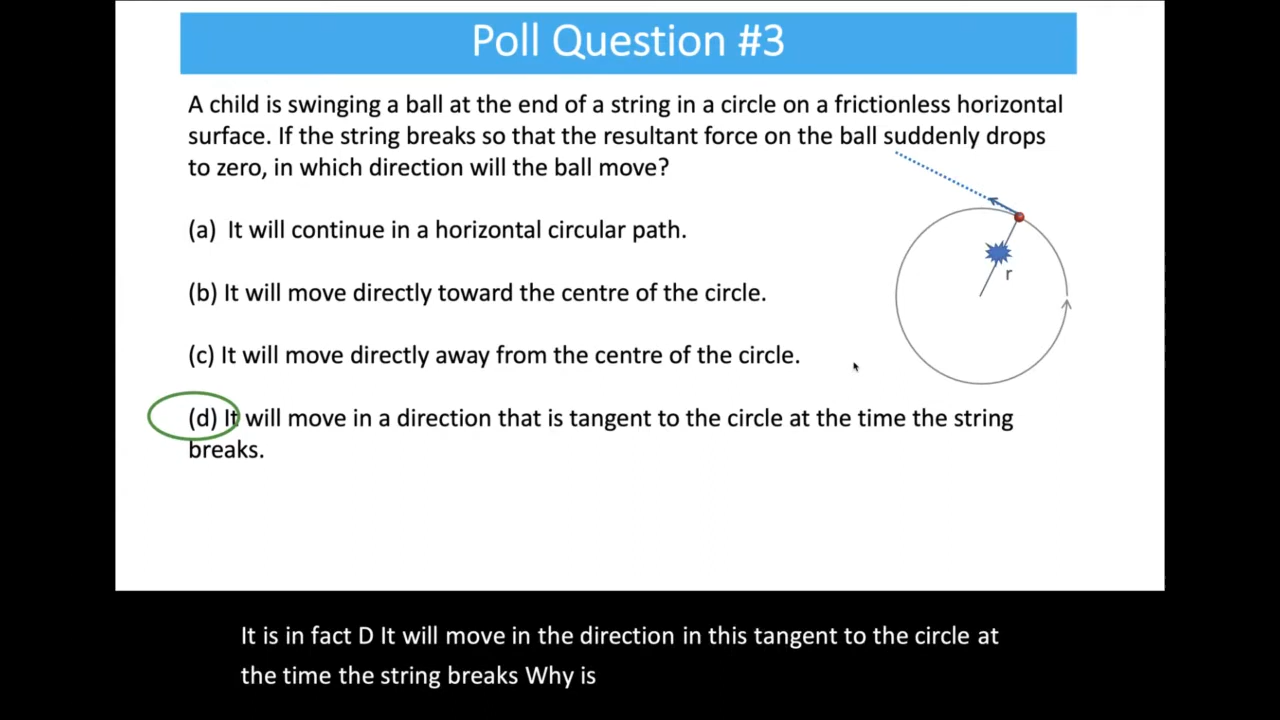 Poll Question #3
A child is swinging a ball at the end of a string in a circle on a frictionless horizontal
surface. If the string breaks so that the resultant force on the ball suddenly drops
to zero, in which direction will the ball move?
(a) It will continue in a horizontal circular path.
(b) It will move directly toward the centre of the circle.
r
(c) It will move directly away from the centre of the circle.
(d) It will move in a direction that is tangent to the circle at the time the string
breaks.
It is in fact D It will move in the direction in this tangent to the circle at
the time the string breaks Why is